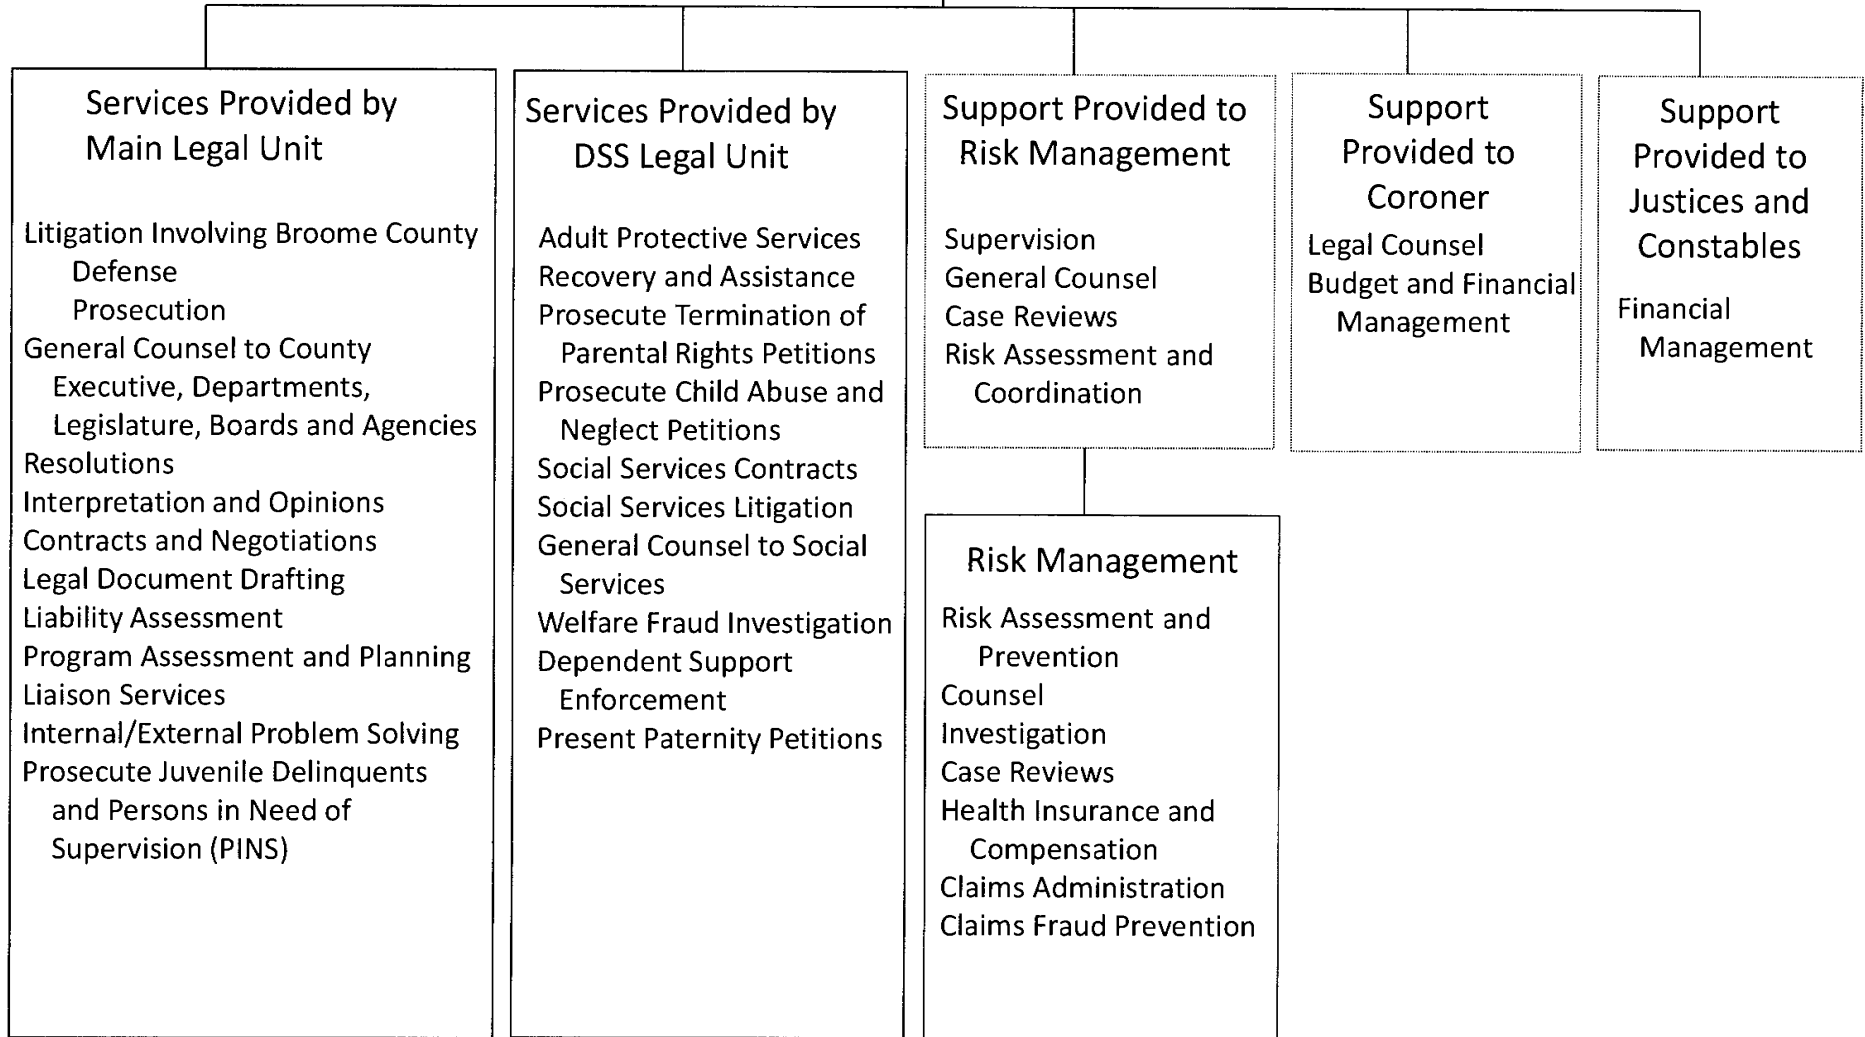 Services Provided by
Main Legal Unit
Litigation Involving Broome County
Defense
Prosecution
General Counsel to County
Executive, Departments,
Legislature, Boards and Agencies
Resolutions
Interpretation and Opinions
Contracts and Negotiations
Legal Document Drafting
Liability Assessment
Program Assessment and Planning
Liaison Services
Internal/External Problem Solving
Prosecute Juvenile Delinquents
and Persons in Need of
Supervision (PINS)
Services Provided by
DSS Legal Unit
Adult Protective Services
Recovery and Assistance
Prosecute Termination of
Parental Rights Petitions
Prosecute Child Abuse and
Neglect Petitions
Social Services Contracts
Social Services Litigation
General Counsel to Social
Services
Welfare Fraud Investigation
Dependent Support
Enforcement
Present Paternity Petitions
Support Provided to
Risk Management
Supervision
General Counsel
Case Reviews
Risk Assessment and
Coordination
Risk Management
Risk Assessment and
Prevention
Counsel
Investigation
Case Reviews
Health Insurance and
Compensation
Claims Administration
Claims Fraud Prevention
Support
Provided to
Coroner
Legal Counsel
Budget and Financial
Management
Support
Provided to
Justices and
Constables
Financial
Management